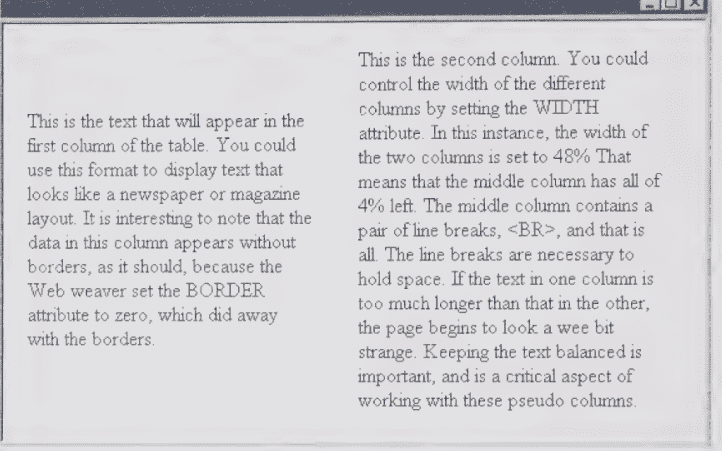 This is the text that will appear in the
first column of the table. You could
use this format to display text that
looks like a newspaper or magazine
layout. It is interesting to note that the
data in this column appears without
borders, as it should, because the
Web weaver set the BORDER
attribute to zero, which did away
with the borders.
This is the second column. You could
control the width of the different
columns by setting the WIDTH
attribute. In this instance, the width of
the two columns is set to 48% That
means that the middle column has all of
4% left. The middle column contains a
pair of line breaks, <BR>, and that is
all. The line breaks are necessary to
hold space. If the text in one column is
too much longer than that in the other,
the page begins to look a wee bit
strange. Keeping the text balanced is
important, and is a critical aspect of
working with these pseudo columns.